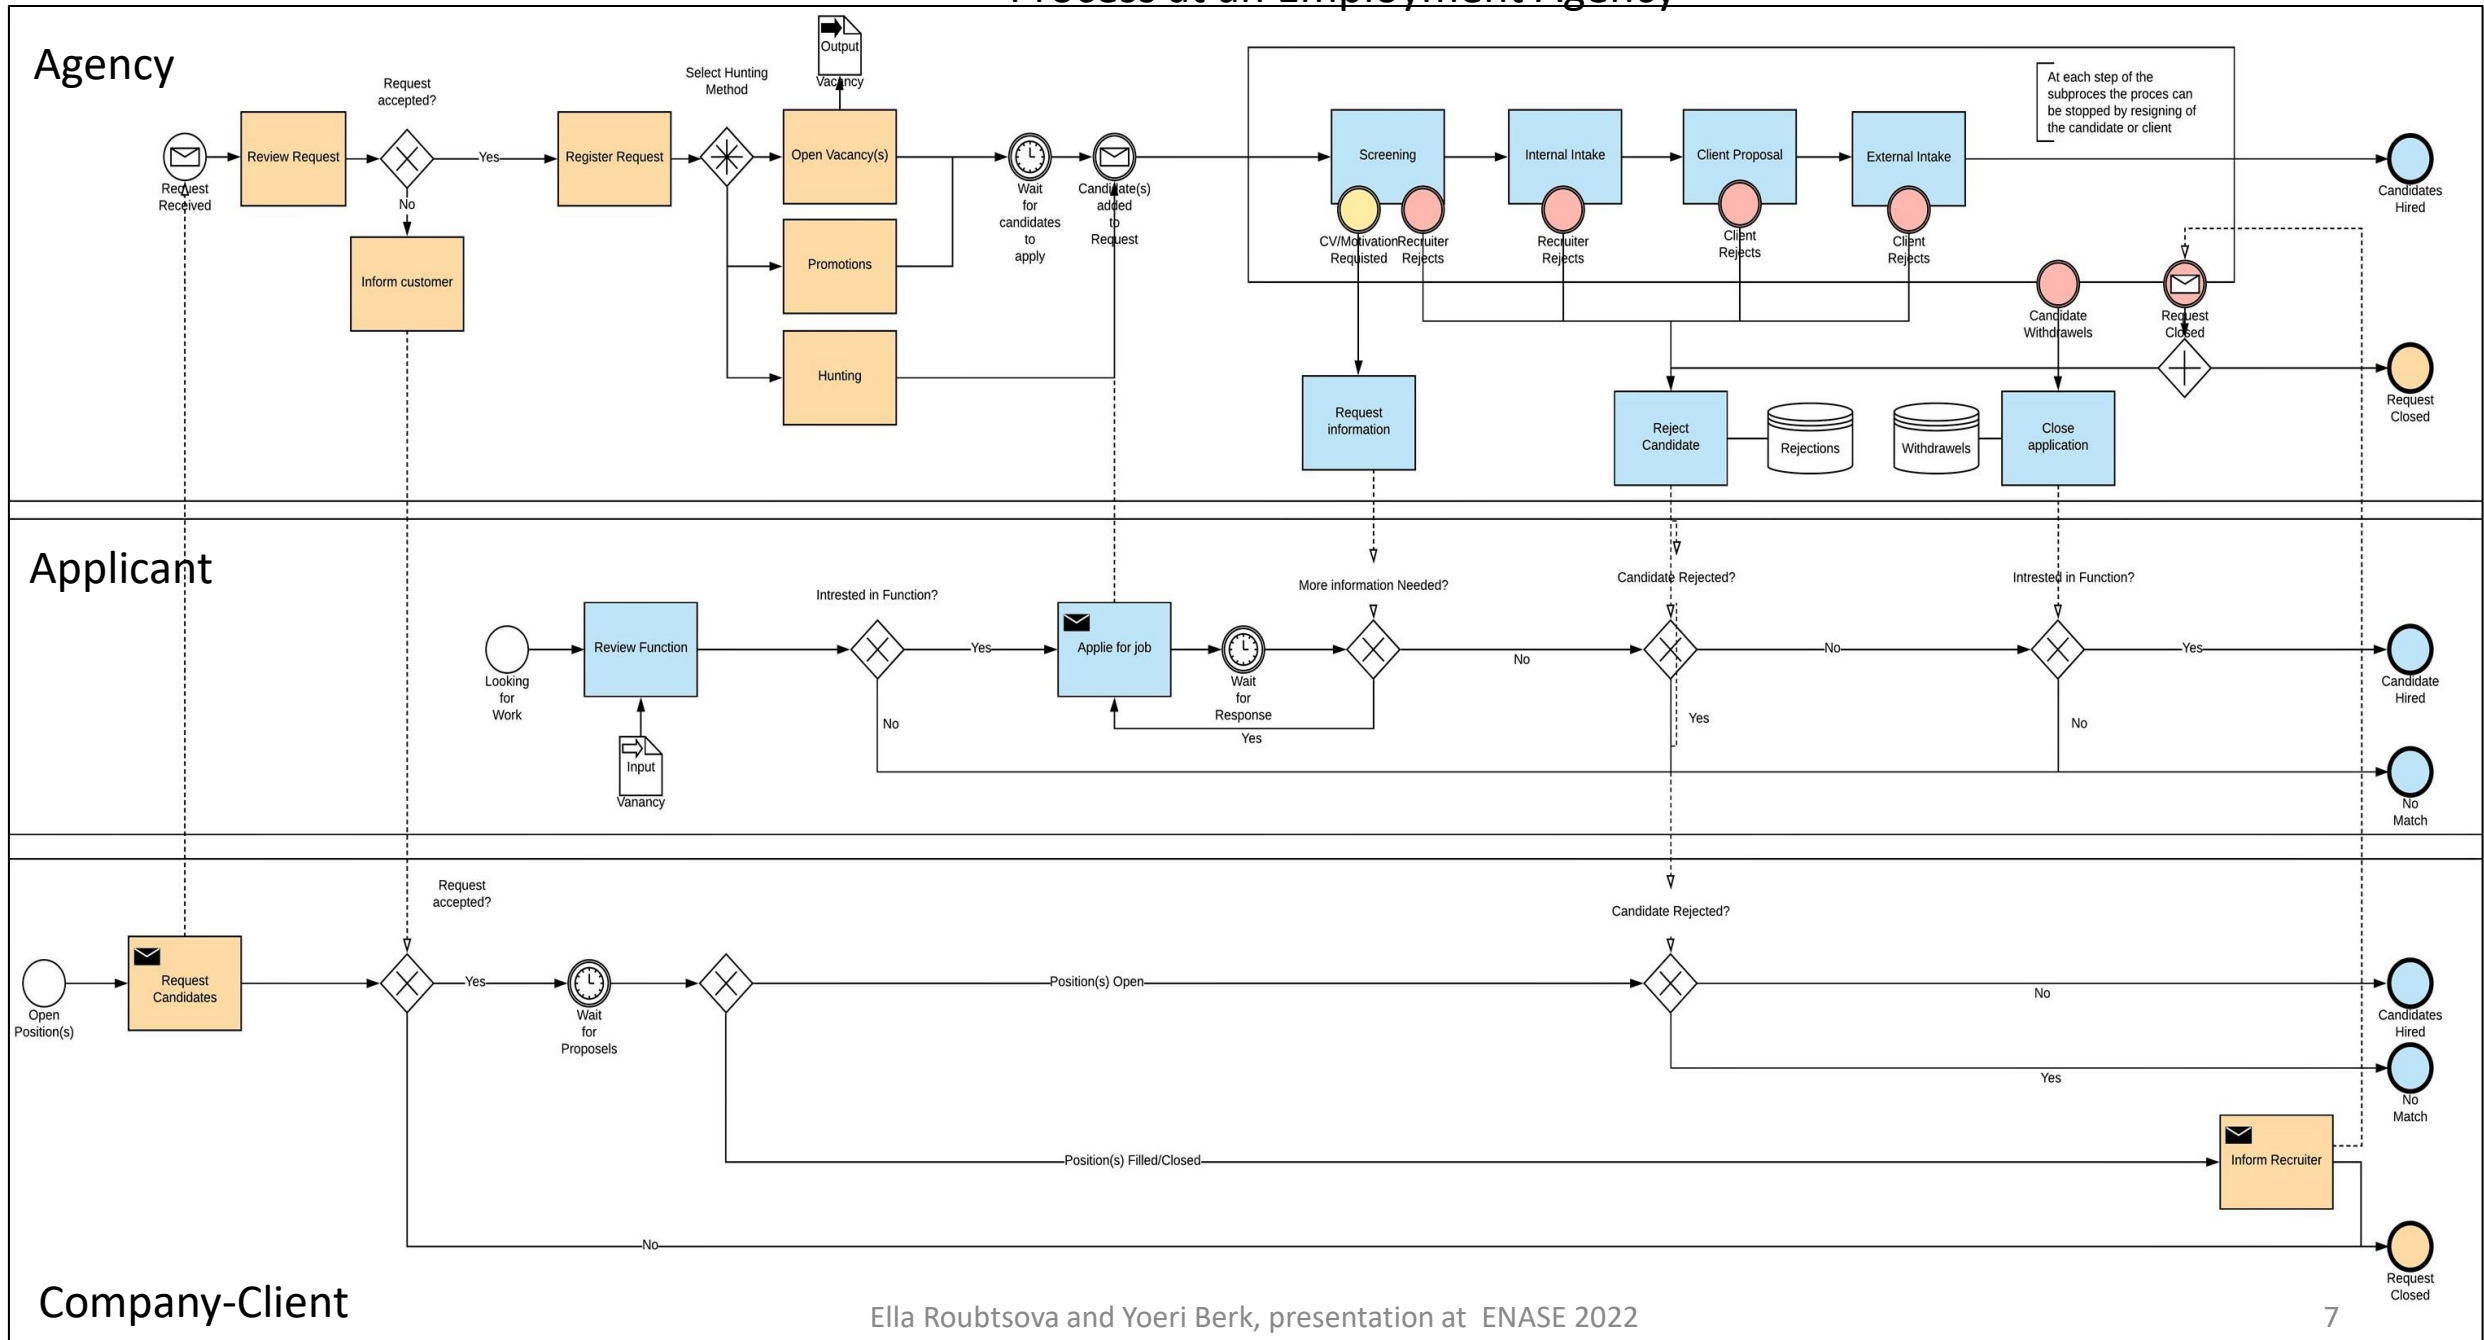 Process at an Employment Agency
Agency
Output
Vacancy
Request
accepted?
Select Hunting
Method
Request
Received
Review Request
Yes
No
Inform customer
Register Request
Open Vacancy(s)
Promotions
Hunting
Wait
for
candidates
to
apply
Candidate(s)
added
to
Request
Screening
Internal Intake
Client Proposal
External Intake
At each step of the
subproces the proces can
be stopped by resigning of
the candidate or client
Candidates
Hired
CV/Motivation
Requisted
Recruiter
Rejects
Recruiter
Rejects
Client
Rejects
Client
Rejects
Candidate
Withdrawels
Request
Closed
Request
Closed
Request
information
Reject
Candidate
Rejections
Withdrawels
Close
application
Applicant
Looking
for
Work
Review Function
Input
Vanancy
Intrested in Function?
Yes
No
Applie for job
Wait
for
Response
More information Needed?
No
Yes
Candidate Rejected?
No
Yes
Intrested in Function?
Yes
No
Candidate
Hired
No
Match
Company-Client
Open
Position(s)
Request
Candidates
Request
accepted?
Yes
Wait
for
Proposels
Position(s) Open
Candidate Rejected?
No
Candidates
Hired
Yes
No
Match
Position(s) Filled/Closed
Inform Recruiter
No
Request
Closed
Ella Roubtsova and Yoeri Berk, presentation at ENASE 2022
7